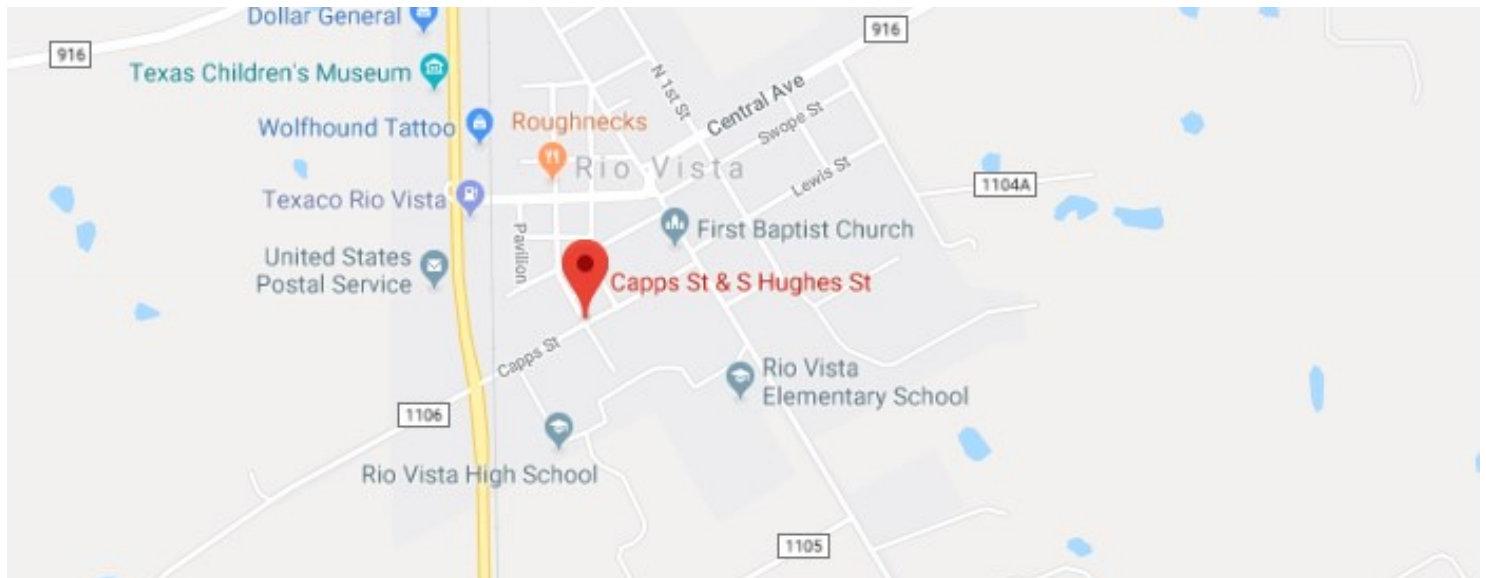 Dollar General
916
916
Texas Children's Museum
N 1st St
Central Ave
Wolfhound Tattoo
Roughnecks
Swope St
Rio Vista
Lewis St
1104A
Texaco Rio Vista
Pavilion
First Baptist Church
United States
Postal Service
Capps St & S Hughes St
Capps St
Rio Vista
Elementary School
1106
Rio Vista High School
1105